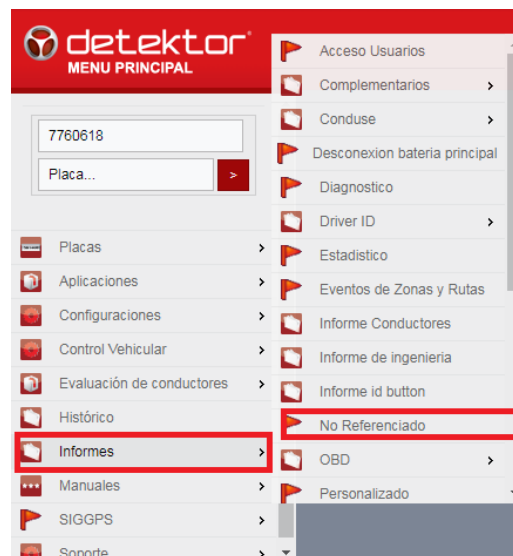 detektor
MENU PRINCIPAL
7760618
Placa...
>
Placas
Aplicaciones
Configuraciones
Control Vehicular
Evaluación de conductores
Histórico
Informes
Manuales
SIGGPS
Soporte
Acceso Usuarios
Complementarios
Conduse
Desconexion bateria principal
Diagnostico
Driver ID
Estadistico
Eventos de Zonas y Rutas
Informe Conductores
Informe de ingenieria
Informe id button
No Referenciado
OBD
Personalizado